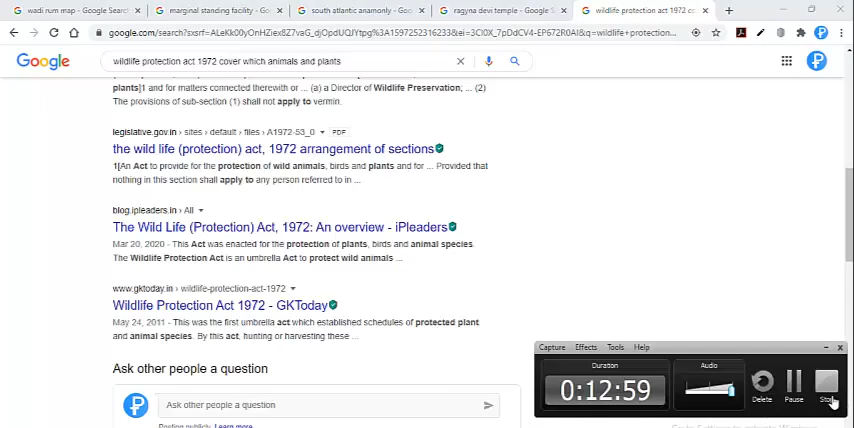 wadi rum map - Google Search
marginal standing facility - Go
south atlantic anamonly - Goo
ragyna devi temple - Google S
wildlife protection act 1972 co
google.com/search?sxsrf=ALeKk00yOnHZiex8Z7vaG_djOpdUQJYtpg%3A1597252316233&ei=3Cl0X_7pDdCV4-EP672R0AI&q=wildlife+protection...
Google
wildlife protection act 1972 cover which animals and plants
plants]1 and for matters connected therewith or ... (a) a Director of Wildlife Preservation; ... (2)
The provisions of sub-section (1) shall not apply to vermin.
legislative.gov.in › sites › default › files › A1972-53_0 PDF
the wild life (protection) act, 1972 arrangement of sections
1[An Act to provide for the protection of wild animals, birds and plants and for ... Provided that
nothing in this section shall apply to any person referred to in ...
blog.ipleaders.in › All
The Wild Life (Protection) Act, 1972: An overview - iPleaders
Mar 20, 2020 - This Act was enacted for the protection of plants, birds and animal species.
The Wildlife Protection Act is an umbrella Act to protect wild animals ...
www.gktoday.in › wildlife-protection-act-1972
Wildlife Protection Act 1972 - GKToday
May 24, 2011 - This was the first umbrella act which established schedules of protected plant
and animal species. By this act, hunting or harvesting these ...
Ask other people a question
Ask other people a question
Posting publicly. Learn more
Capture Effects Tools Help
Duration
Audio
0:12:59
Delete
Pause
Stop